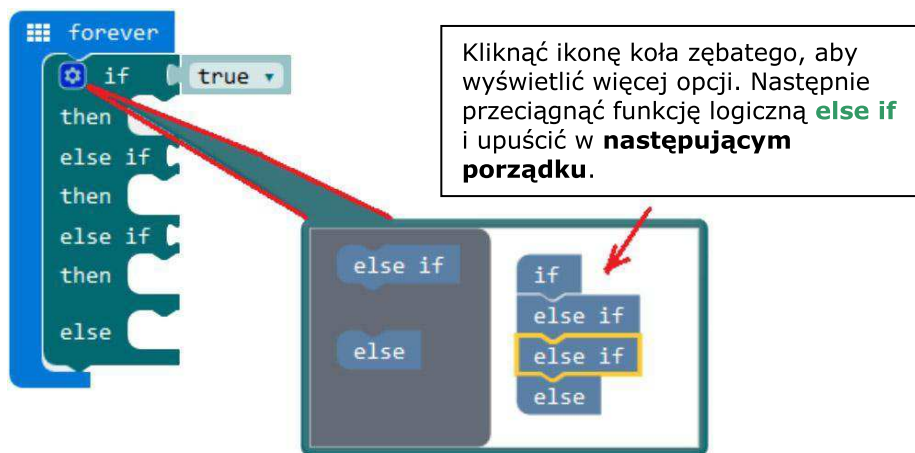 forever
if true
then
else if
then
else if
then
else
Kliknąć ikonę koła zębatego, aby
wyświetlić więcej opcji. Następnie
przeciągnąć funkcję logiczną else if
i upuścić w następującym
porządku.
else if
else
if
else if
else if
else